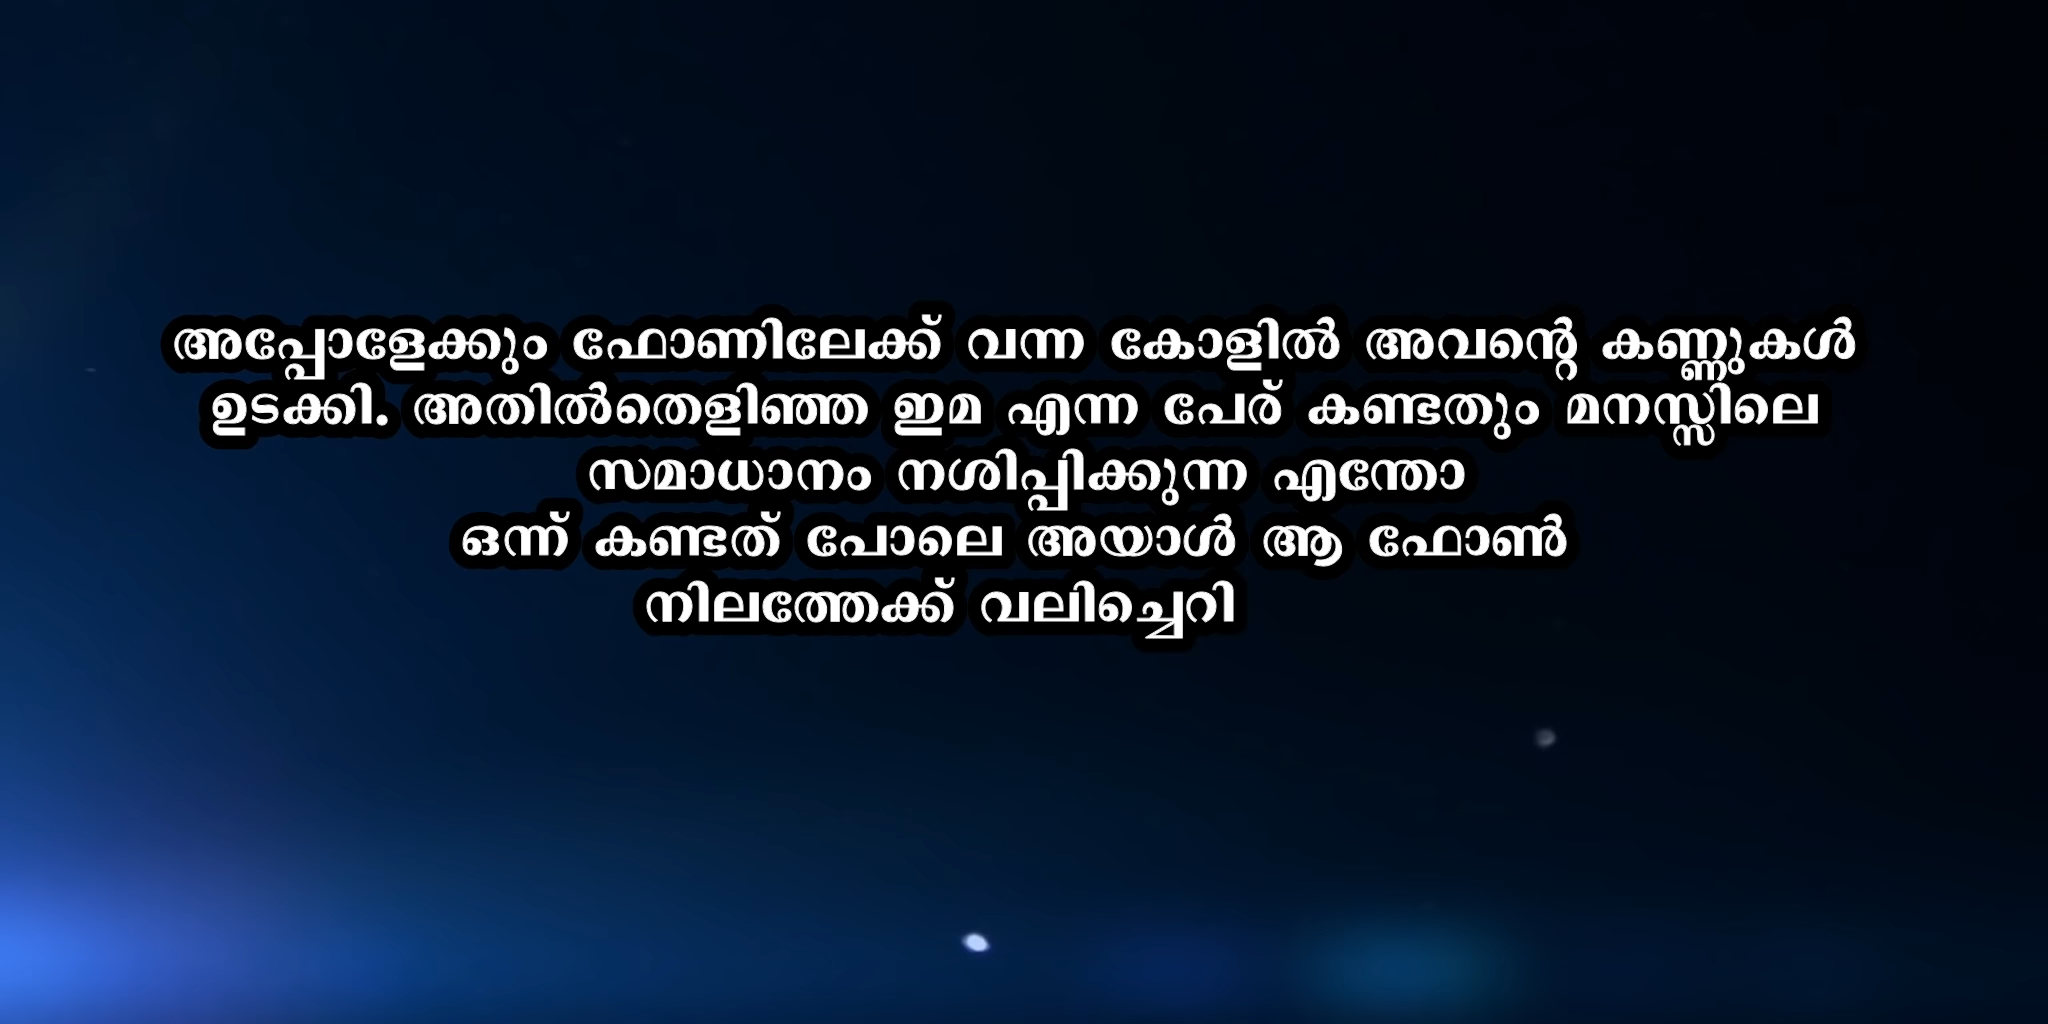 അപ്പോളേക്കും ഫോണിലേക്ക് വന്ന കോളിൽ അവന്റെ കണ്ണുകൾ
ഉടക്കി. അതിൽതെളിഞ്ഞ ഇമ എന്ന പേര് കണ്ടതും മനസ്സിലെ
സമാധാനം നശിപ്പിക്കുന്ന എന്തോ
ഒന്ന് കണ്ടത് പോലെ അയാൾ ആ ഫോൺ
നിലത്തേക്ക് വലിച്ചെറി